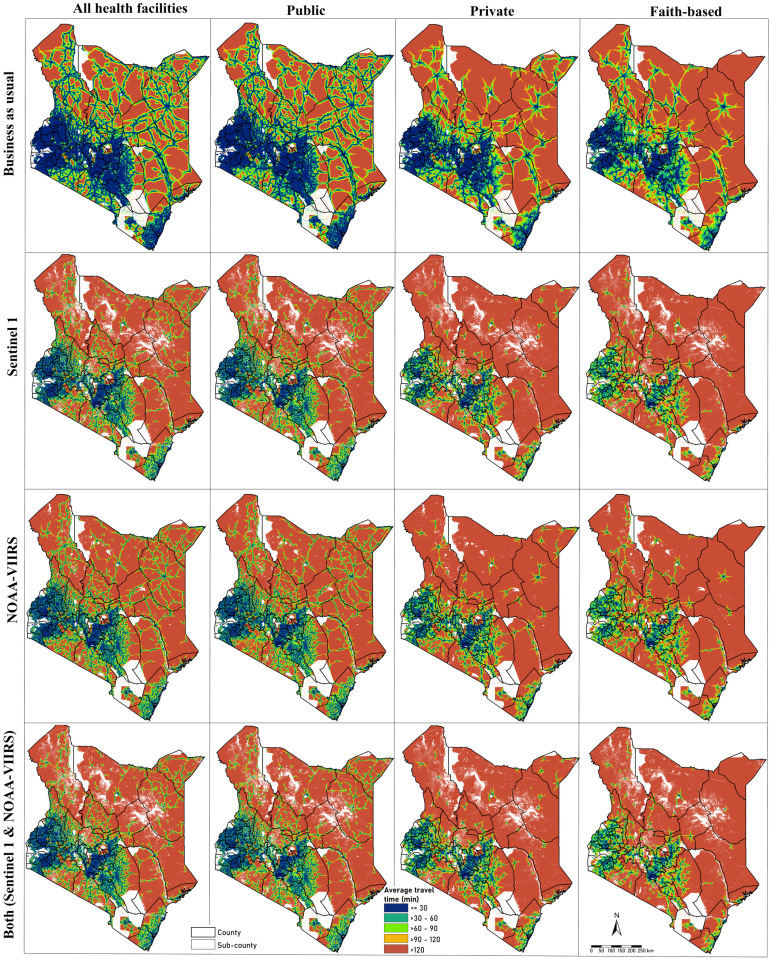 All health facilities
Public
Private
Faith-based
Business as usual
Sentinel 1
NOAA-VIIRS
Both (Sentinel 1 & NOAA-VIIRS)
County
Sub-county
Average travel
time (min)
<= 30
>30 - 60
>60 - 90
>90 - 120
>120
N
0 50 100 150 200 250 km